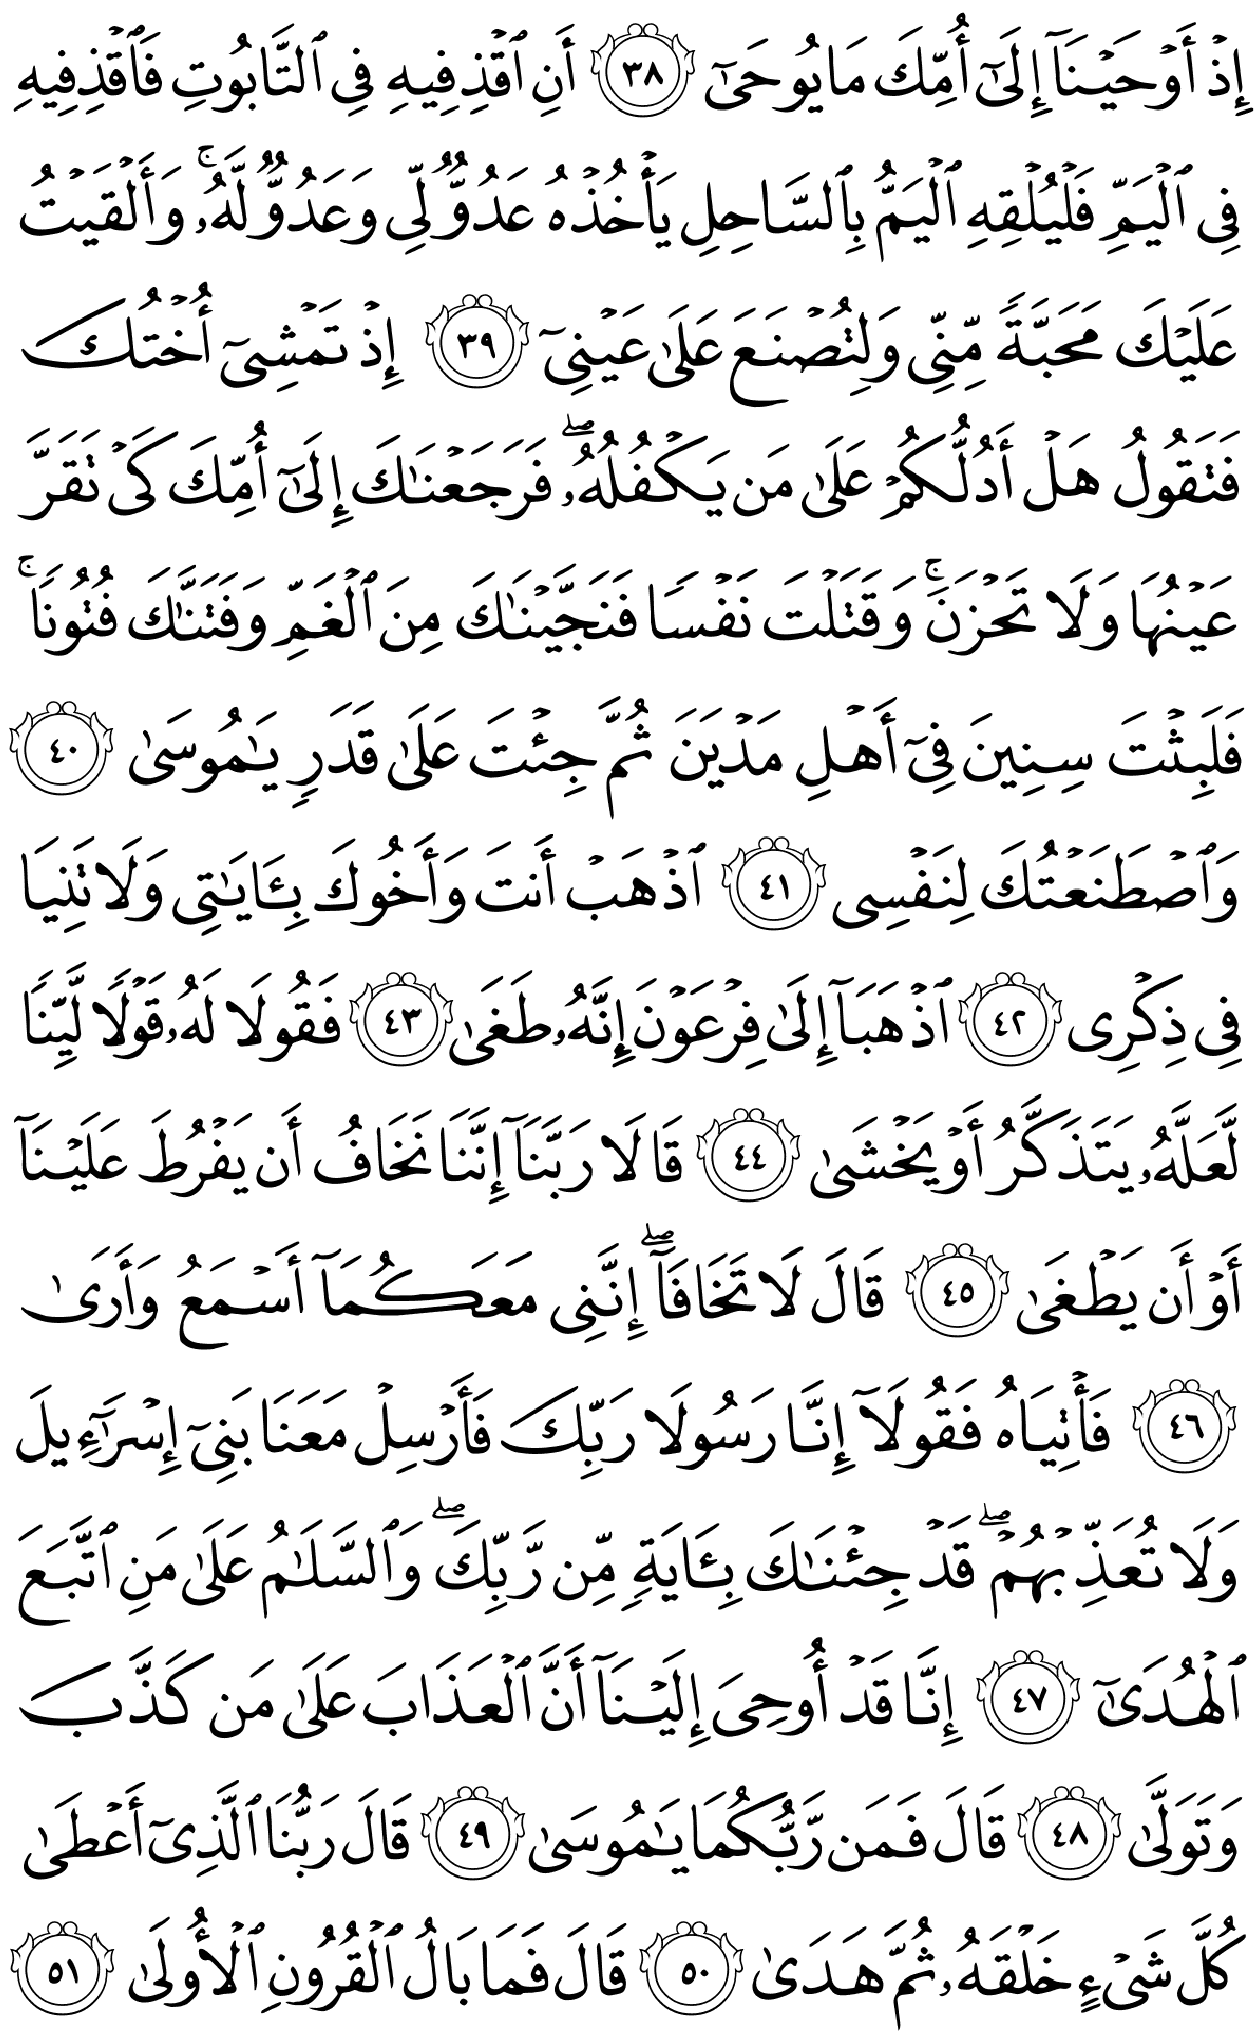 إِذْ أَوْحَيْنَآ إِلَىٰٓ أُمِّكَ مَا يُوحَىٰٓ ٣٨ أَنِ ٱقْذِفِيهِ فِى ٱلتَّابُوتِ فَٱقْذِفِيهِ
فِى ٱلْيَمِّ فَلْيُلْقِهِ ٱلْيَمُّ بِٱلسَّاحِلِ يَأْخُذْهُ عَدُوٌّ لِّى وَعَدُوٌّ لَّهُۥ ۚ وَأَلْقَيْتُ
عَلَيْكَ مَحَبَّةً مِّنِّى وَلِتُصْنَعَ عَلَىٰ عَيْنِىٓ ٣٩ إِذْ تَمْشِىٓ أُخْتُكَ
فَتَقُولُ هَلْ أَدُلُّكُمْ عَلَىٰ مَن يَكْفُلُهُۥ ۖ فَرَجَعْنَٰكَ إِلَىٰٓ أُمِّكَ كَىْ تَقَرَّ
عَيْنُهَا وَلَا تَحْزَنَ ۚ وَقَتَلْتَ نَفْسًا فَنَجَّيْنَٰكَ مِنَ ٱلْغَمِّ وَفَتَنَّٰكَ فُتُونًا ۚ
فَلَبِثْتَ سِنِينَ فِىٓ أَهْلِ مَدْيَنَ ثُمَّ جِئْتَ عَلَىٰ قَدَرٍ يَٰمُوسَىٰ ٤٠
وَٱصْطَنَعْتُكَ لِنَفْسِى ٤١ ٱذْهَبْ أَنتَ وَأَخُوكَ بِـَٔايَٰتِى وَلَا تَنِيَا
فِى ذِكْرِى ٤٢ ٱذْهَبَآ إِلَىٰ فِرْعَوْنَ إِنَّهُۥ طَغَىٰ ٤٣ فَقُولَا لَهُۥ قَوْلًا لَّيِّنًا
لَّعَلَّهُۥ يَتَذَكَّرُ أَوْ يَخْشَىٰ ٤٤ قَالَا رَبَّنَآ إِنَّنَا نَخَافُ أَن يَفْرُطَ عَلَيْنَآ
أَوْ أَن يَطْغَىٰ ٤٥ قَالَ لَا تَخَافَآ ۖ إِنَّنِى مَعَكُمَآ أَسْمَعُ وَأَرَىٰ
٤٦ فَأْتِيَاهُ فَقُولَآ إِنَّا رَسُولَا رَبِّكَ فَأَرْسِلْ مَعَنَا بَنِىٓ إِسْرَٰٓءِيلَ
وَلَا تُعَذِّبْهُمْ ۖ قَدْ جِئْنَٰكَ بِـَٔايَةٍ مِّن رَّبِّكَ ۖ وَٱلسَّلَٰمُ عَلَىٰ مَنِ ٱتَّبَعَ
ٱلْهُدَىٰٓ ٤٧ إِنَّا قَدْ أُوحِىَ إِلَيْنَآ أَنَّ ٱلْعَذَابَ عَلَىٰ مَن كَذَّبَ
وَتَوَلَّىٰ ٤٨ قَالَ فَمَن رَّبُّكُمَا يَٰمُوسَىٰ ٤٩ قَالَ رَبُّنَا ٱلَّذِىٓ أَعْطَىٰ
كُلَّ شَىْءٍ خَلْقَهُۥ ثُمَّ هَدَىٰ ٥٠ قَالَ فَمَا بَالُ ٱلْقُرُونِ ٱلْأُولَىٰ ٥١